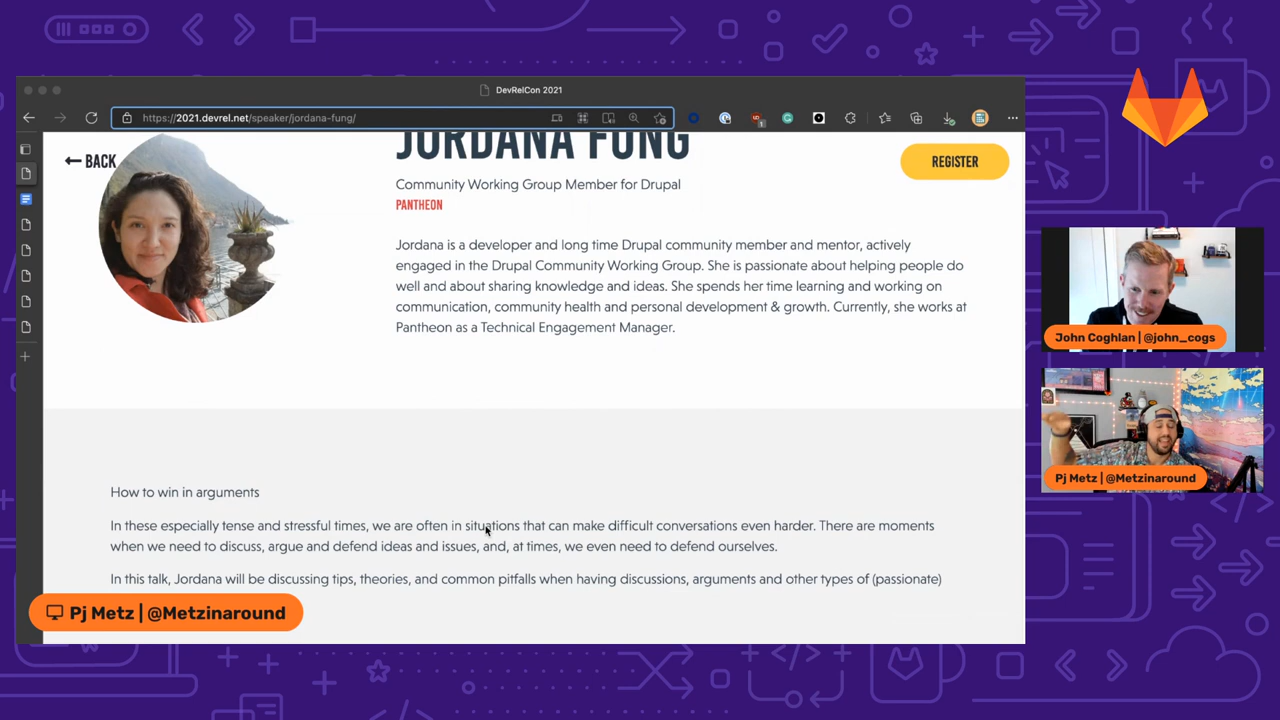 DevRelCon 2021
https://2021.devrel.net/speaker/jordana-fung/
BACK
JORDANA FUNG
REGISTER
Community Working Group Member for Drupal
PANTHEON
Jordana is a developer and long time Drupal community member and mentor, actively
engaged in the Drupal Community Working Group. She is passionate about helping people do
well and about sharing knowledge and ideas. She spends her time learning and working on
communication, community health and personal development & growth. Currently, she works at
Pantheon as a Technical Engagement Manager.
How to win in arguments
In these especially tense and stressful times, we are often in situations that can make difficult conversations even harder. There are moments
when we need to discuss, argue and defend ideas and issues, and, at times, we even need to defend ourselves.
In this talk, Jordana will be discussing tips, theories, and common pitfalls when having discussions, arguments and other types of (passionate)
Pj Metz | @Metzinaround
John Coghlan | @john_cogs
Pj Metz | @Metzinaround